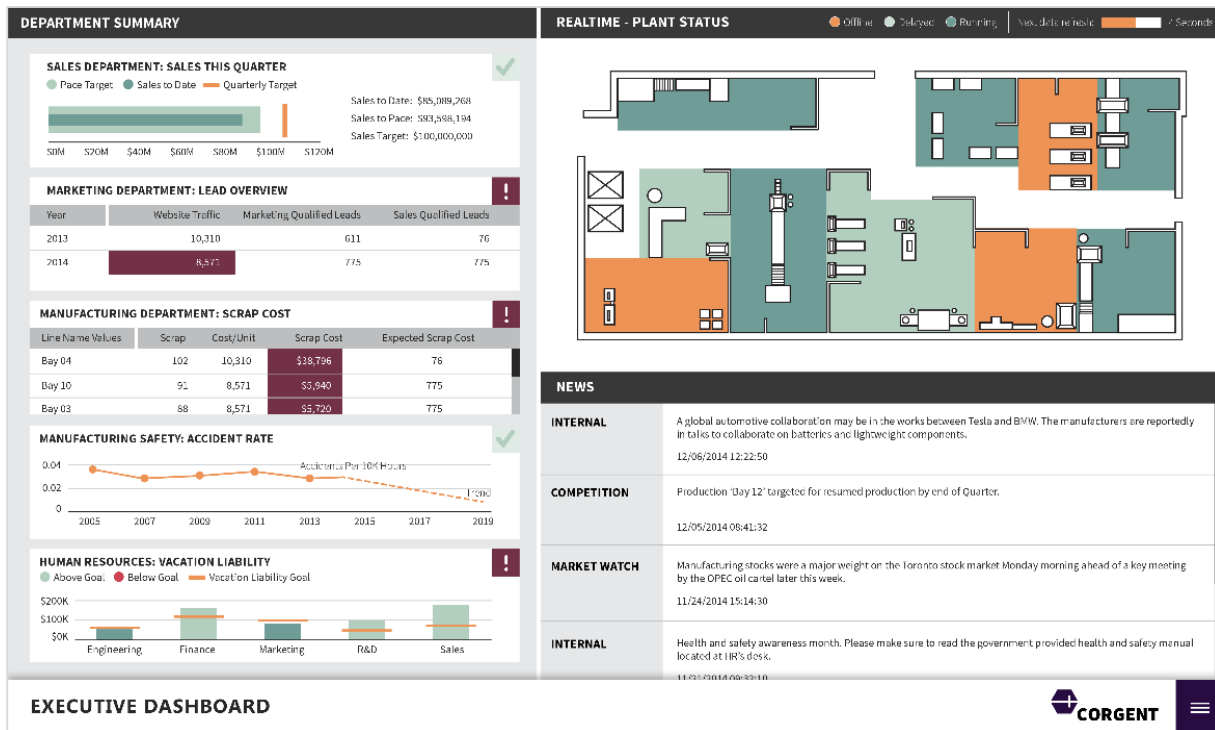 DEPARTMENT SUMMARY
SALES DEPARTMENT: SALES THIS QUARTER
Pace Target Sales to Date Quarterly Target
Sales to Date: $85,089,268
Sales to Pace: $93,598,194
Sales Target: $100,000,000
$0M $20M $40M $60M $80M $100M $120M
MARKETING DEPARTMENT: LEAD OVERVIEW
!
Year Website Traffic Marketing Qualified Leads Sales Qualified Leads
2013 10,310 611 76
2014 8,571 775 775
MANUFACTURING DEPARTMENT: SCRAP COST
!
Line Name Values Scrap Cost/Unit Scrap Cost Expected Scrap Cost
Bay 04 102 10,310 $38,796 76
Bay 10 91 8,571 $5,940 775
Bay 03 88 8,571 $5,720 775
MANUFACTURING SAFETY: ACCIDENT RATE
0.04
0.02
0
Accidents Per 10K Hours
Trend
2005 2007 2009 2011 2013 2015 2017 2019
HUMAN RESOURCES: VACATION LIABILITY
!
Above Goal Below Goal Vacation Liability Goal
$200K
$100K
$0K
Engineering Finance Marketing R&D Sales
REALTIME - PLANT STATUS
Offline Delayed Running Next data refresh: Seconds
NEWS
INTERNAL
A global automotive collaboration may be in the works between Tesla and BMW. The manufacturers are reportedly
in talks to collaborate on batteries and lightweight components.
12/06/2014 12:22:50
COMPETITION
Production 'Bay 12' targeted for resumed production by end of Quarter.
12/05/2014 08:41:32
MARKET WATCH
Manufacturing stocks were a major weight on the Toronto stock market Monday morning ahead of a key meeting
by the OPEC oil cartel later this week.
11/24/2014 15:14:30
INTERNAL
Health and safety awareness month. Please make sure to read the government provided health and safety manual
located at HR's desk.
11/21/2014 09:32:10
EXECUTIVE DASHBOARD
CORGENT